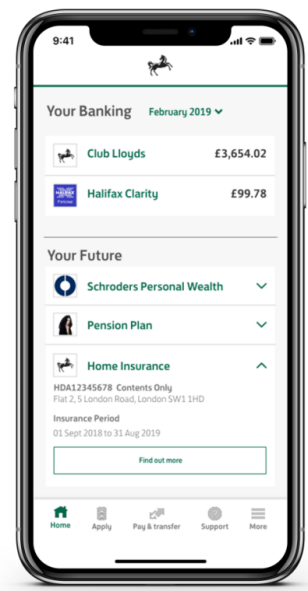 9:41
Your Banking February 2019
Club Lloyds £3,654.02
HALIFAX
Halifax Clarity £99.78
Your Future
Schroders Personal Wealth
Pension Plan
Home Insurance
HDA12345678 Contents Only
Flat 2, 5 London Road, London SW1 1HD
Insurance Period
01 Sept 2018 to 31 Aug 2019
Find out more
Home Apply Pay & transfer Support More